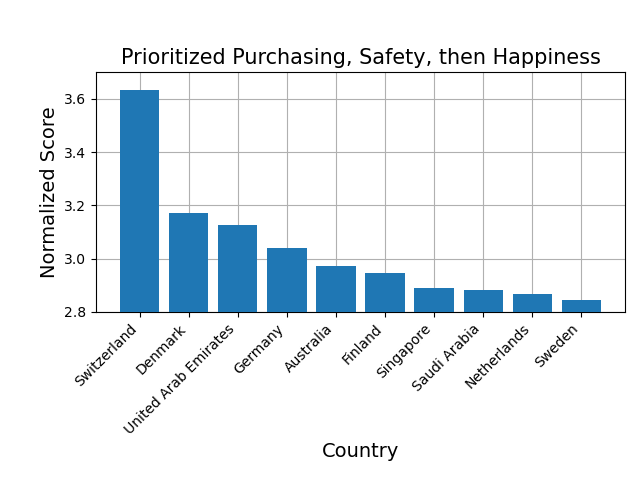 Prioritized Purchasing, Safety, then Happiness
Normalized Score
3.6
3.4
3.2
3.0
2.8
Switzerland
Denmark
United Arab Emirates
Germany
Australia
Finland
Singapore
Saudi Arabia
Netherlands
Sweden
Country